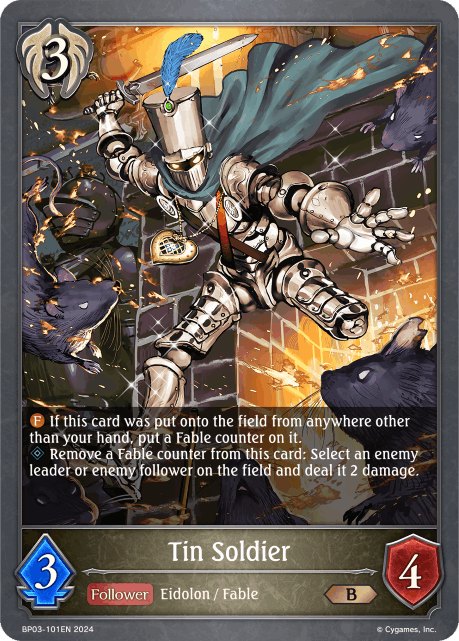 3
F If this card was put onto the field from anywhere other
than your hand, put a Fable counter on it.
Remove a Fable counter from this card: Select an enemy
leader or enemy follower on the field and deal it 2 damage.
Tin Soldier
3
Follower Eidolon / Fable
B
4
BP03-101EN 2024
© Cygames, Inc.